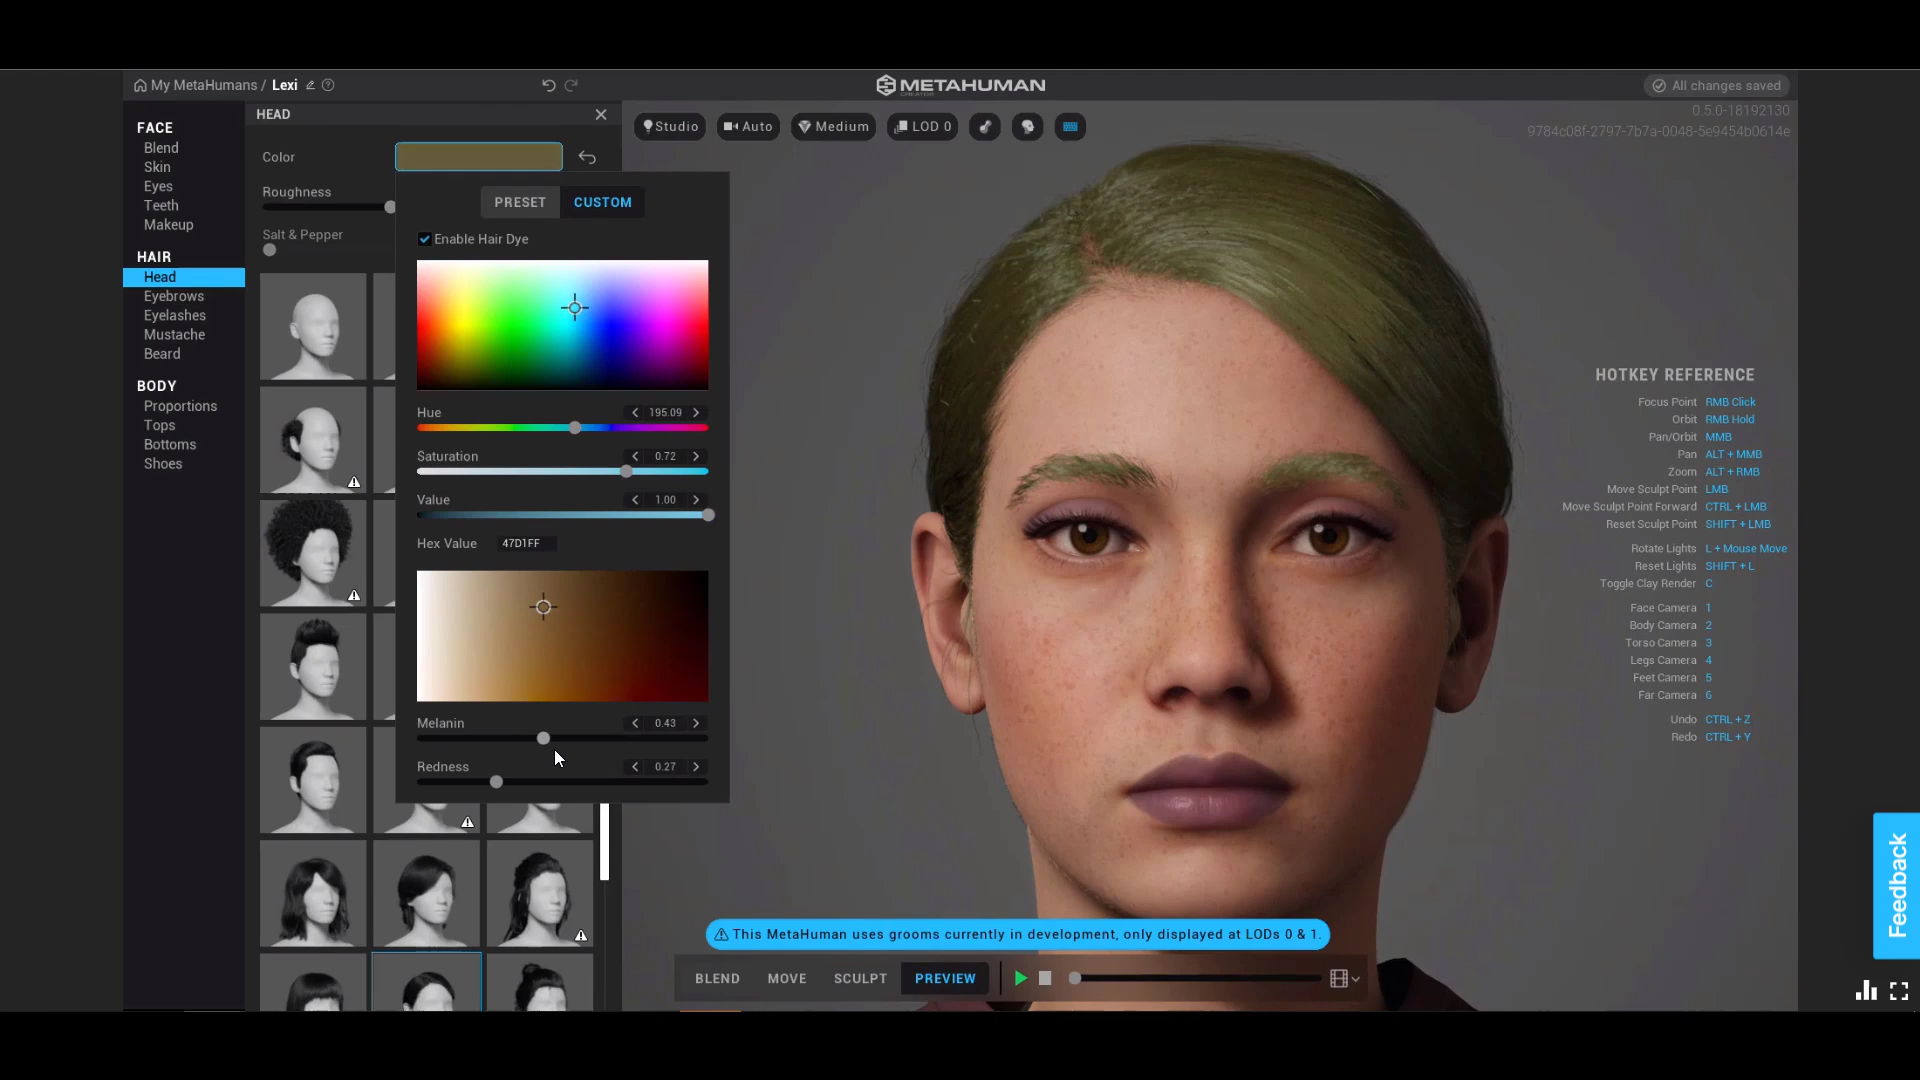 My MetaHumans / Lexi
METAHUMAN
CREATOR
All changes saved
FACE
Blend
Skin
Eyes
Teeth
Makeup
HAIR
Head
Eyebrows
Eyelashes
Mustache
Beard
BODY
Proportions
Tops
Bottoms
Shoes
HEAD
Color
Roughness
Salt & Pepper
PRESET
CUSTOM
Enable Hair Dye
Hue 195.09
Saturation 0.72
Value 1.00
Hex Value 47D1FF
Melanin 0.43
Redness 0.27
Studio
Auto
Medium
LOD 0
0.5.0-18192130
9784c08f-2797-7b7a-0048-5e9454b0614e
HOTKEY REFERENCE
Focus Point RMB Click
Orbit RMB Hold
Pan/Orbit MMB
Pan ALT + MMB
Zoom ALT + RMB
Move Sculpt Point LMB
Move Sculpt Point Forward CTRL + LMB
Reset Sculpt Point SHIFT + LMB
Rotate Lights L + Mouse Move
Reset Lights SHIFT + L
Toggle Clay Render C
Face Camera 1
Body Camera 2
Torso Camera 3
Legs Camera 4
Feet Camera 5
Far Camera 6
Undo CTRL + Z
Redo CTRL + Y
This MetaHuman uses grooms currently in development, only displayed at LODs 0 & 1.
BLEND
MOVE
SCULPT
PREVIEW
Feedback